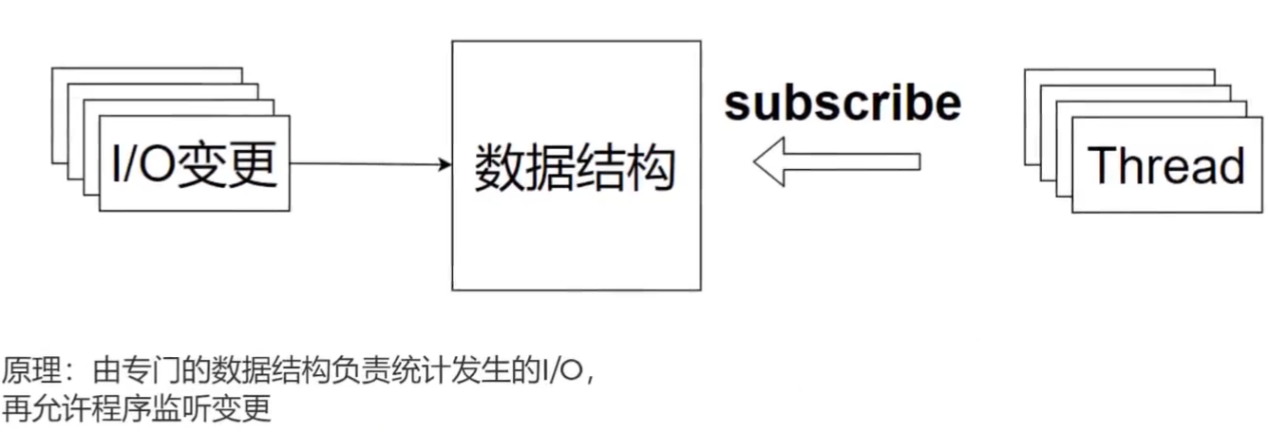 subscribe
I/O变更
数据结构
Thread
原理：由专门的数据结构负责统计发生的I/O，
再允许程序监听变更